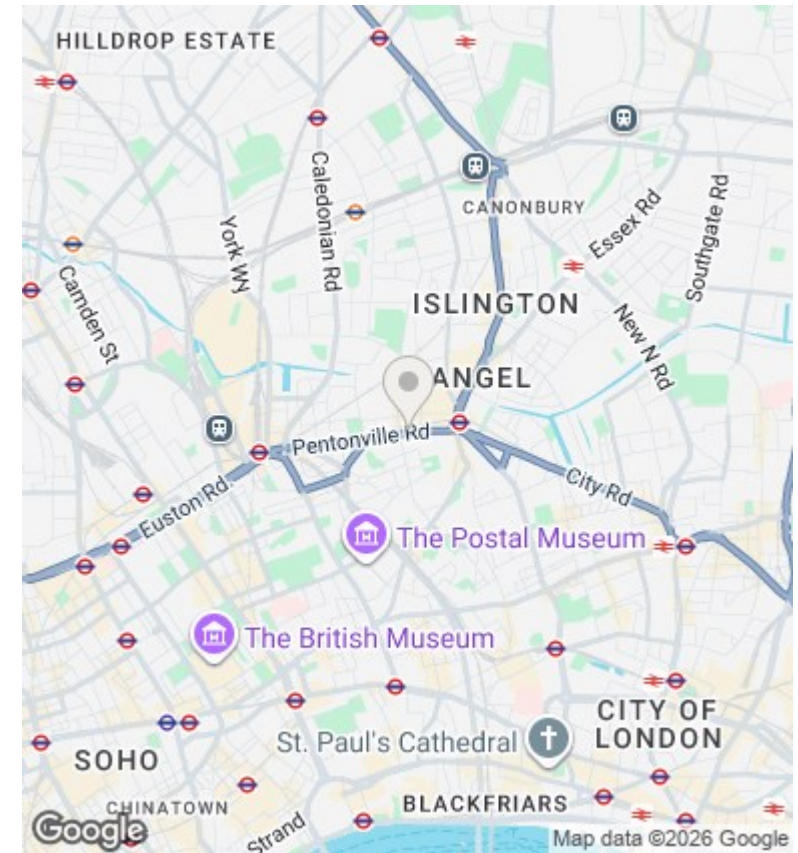 HILLDROP ESTATE
Caledonian Rd
York WY
CANONBURY
Essex Rd
Southgate Rd
Camden St
ISLINGTON
New N Rd
ANGEL
Pentonville Rd
City Rd
Euston Rd
The Postal Museum
The British Museum
CITY OF
LONDON
St. Paul's Cathedral
SOHO
CHINATOWN
BLACKFRIARS
Strand
Google
Map data ©2026 Google